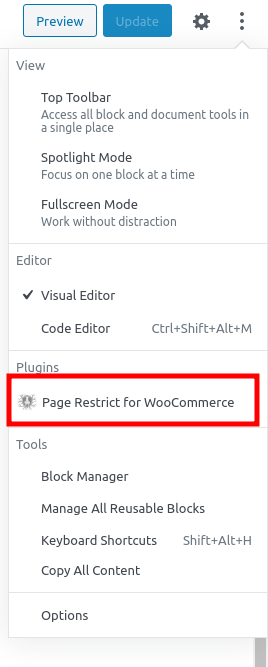 Preview Update
View
Top Toolbar
Access all block and document tools in
a single place
Spotlight Mode
Focus on one block at a time
Fullscreen Mode
Work without distraction
Editor
Visual Editor
Code Editor Ctrl+Shift+Alt+M
Plugins
Page Restrict for WooCommerce
Tools
Block Manager
Manage All Reusable Blocks
Keyboard Shortcuts Shift+Alt+H
Copy All Content
Options